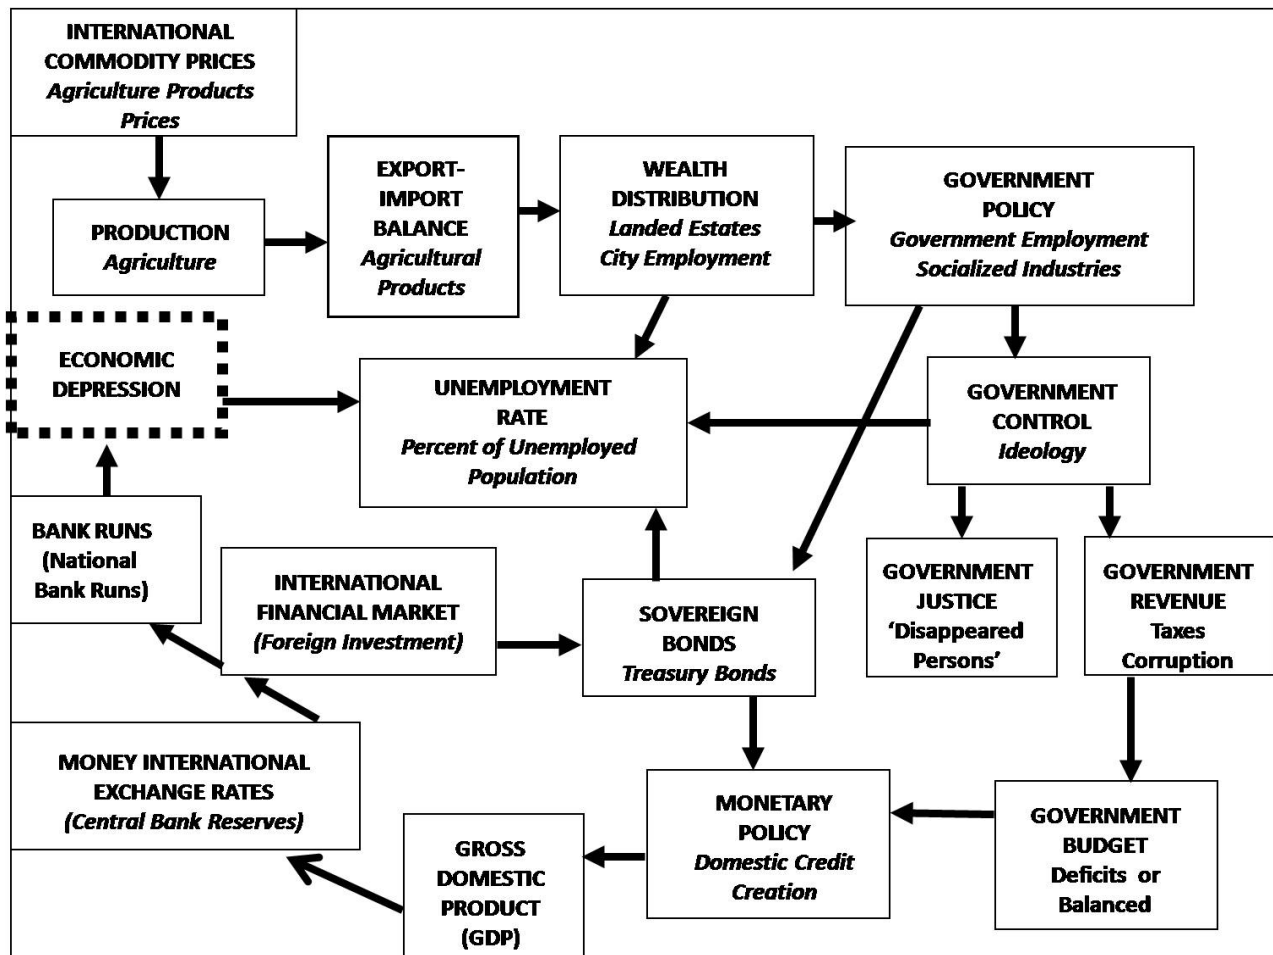 INTERNATIONAL
COMMODITY PRICES
Agriculture Products
Prices
PRODUCTION
Agriculture
EXPORT-
IMPORT
BALANCE
Agricultural
Products
WEALTH
DISTRIBUTION
Landed Estates
City Employment
GOVERNMENT
POLICY
Government Employment
Socialized Industries
ECONOMIC
DEPRESSION
UNEMPLOYMENT
RATE
Percent of Unemployed
Population
GOVERNMENT
CONTROL
Ideology
BANK RUNS
(National
Bank Runs)
INTERNATIONAL
FINANCIAL MARKET
(Foreign Investment)
SOVEREIGN
BONDS
Treasury Bonds
GOVERNMENT
JUSTICE
‘Disappeared
Persons’
GOVERNMENT
REVENUE
Taxes
Corruption
MONEY INTERNATIONAL
EXCHANGE RATES
(Central Bank Reserves)
GROSS
DOMESTIC
PRODUCT
(GDP)
MONETARY
POLICY
Domestic Credit
Creation
GOVERNMENT
BUDGET
Deficits or
Balanced